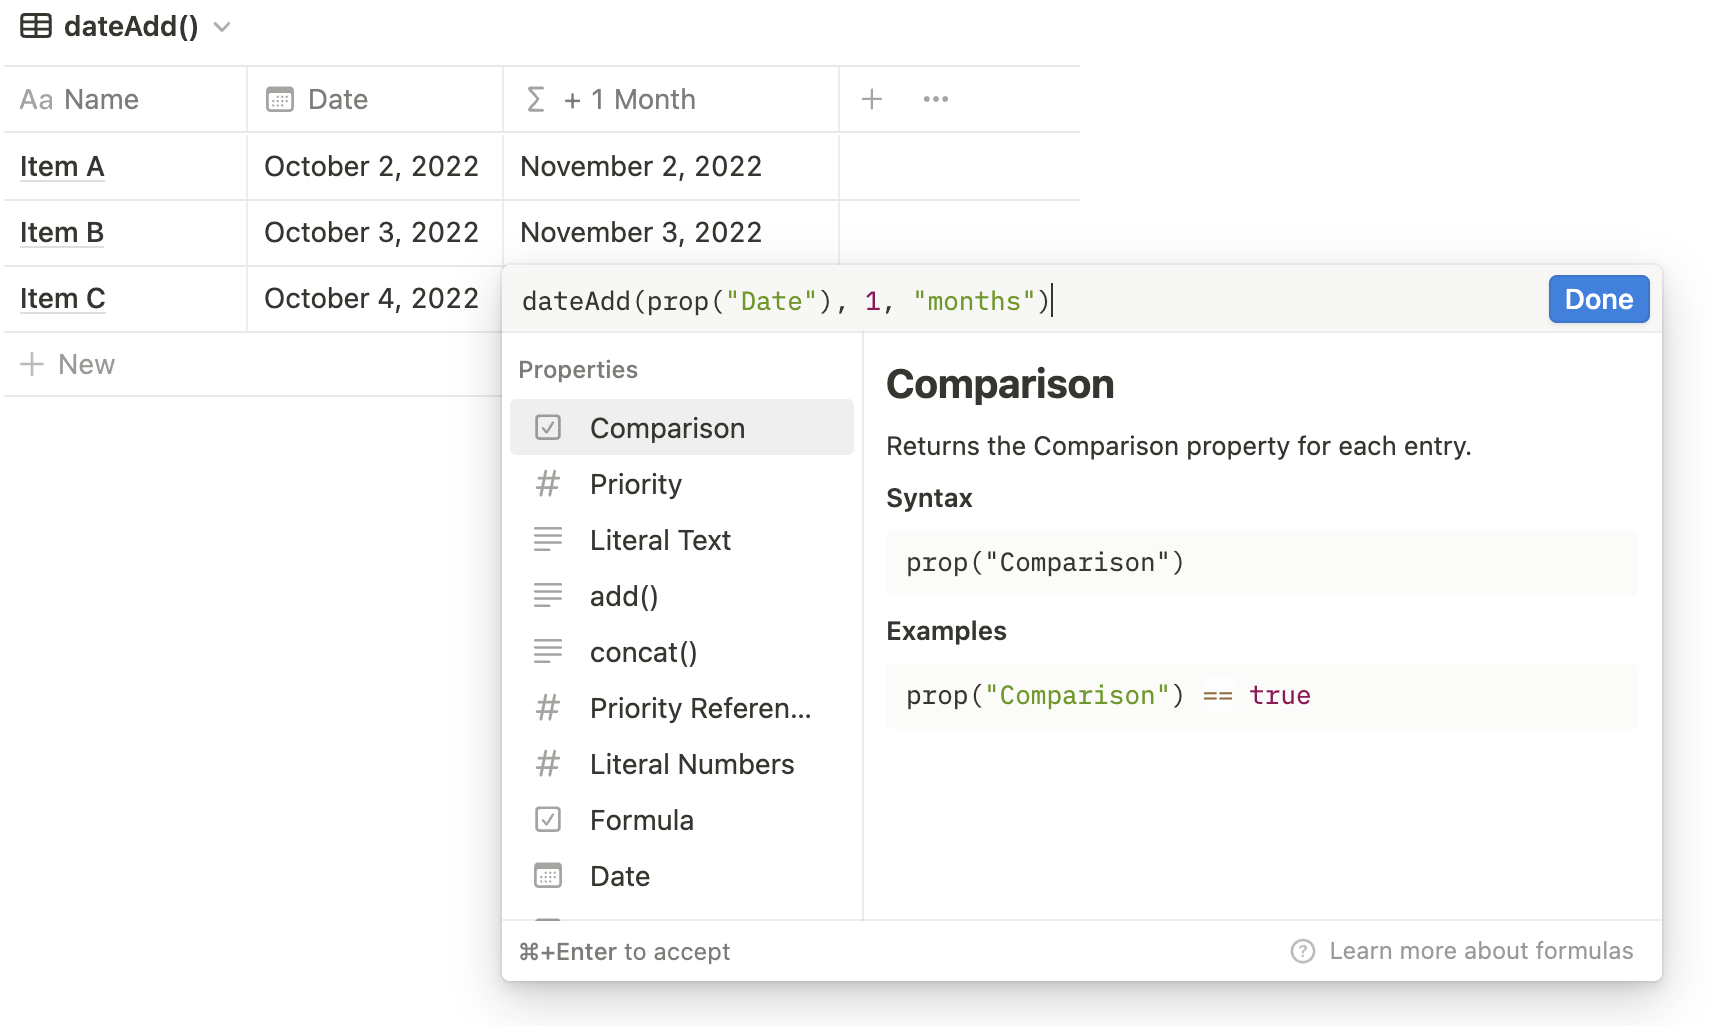 dateAdd()
Aa Name Date Σ + 1 Month + •••
Item A October 2, 2022 November 2, 2022
Item B October 3, 2022 November 3, 2022
Item C October 4, 2022
+ New
dateAdd(prop("Date"), 1, "months")
Done
Properties
Comparison
# Priority
Literal Text
add()
concat()
# Priority Referen...
# Literal Numbers
Formula
Date
Comparison
Returns the Comparison property for each entry.
Syntax
prop("Comparison")
Examples
prop("Comparison") == true
⌘+Enter to accept
? Learn more about formulas